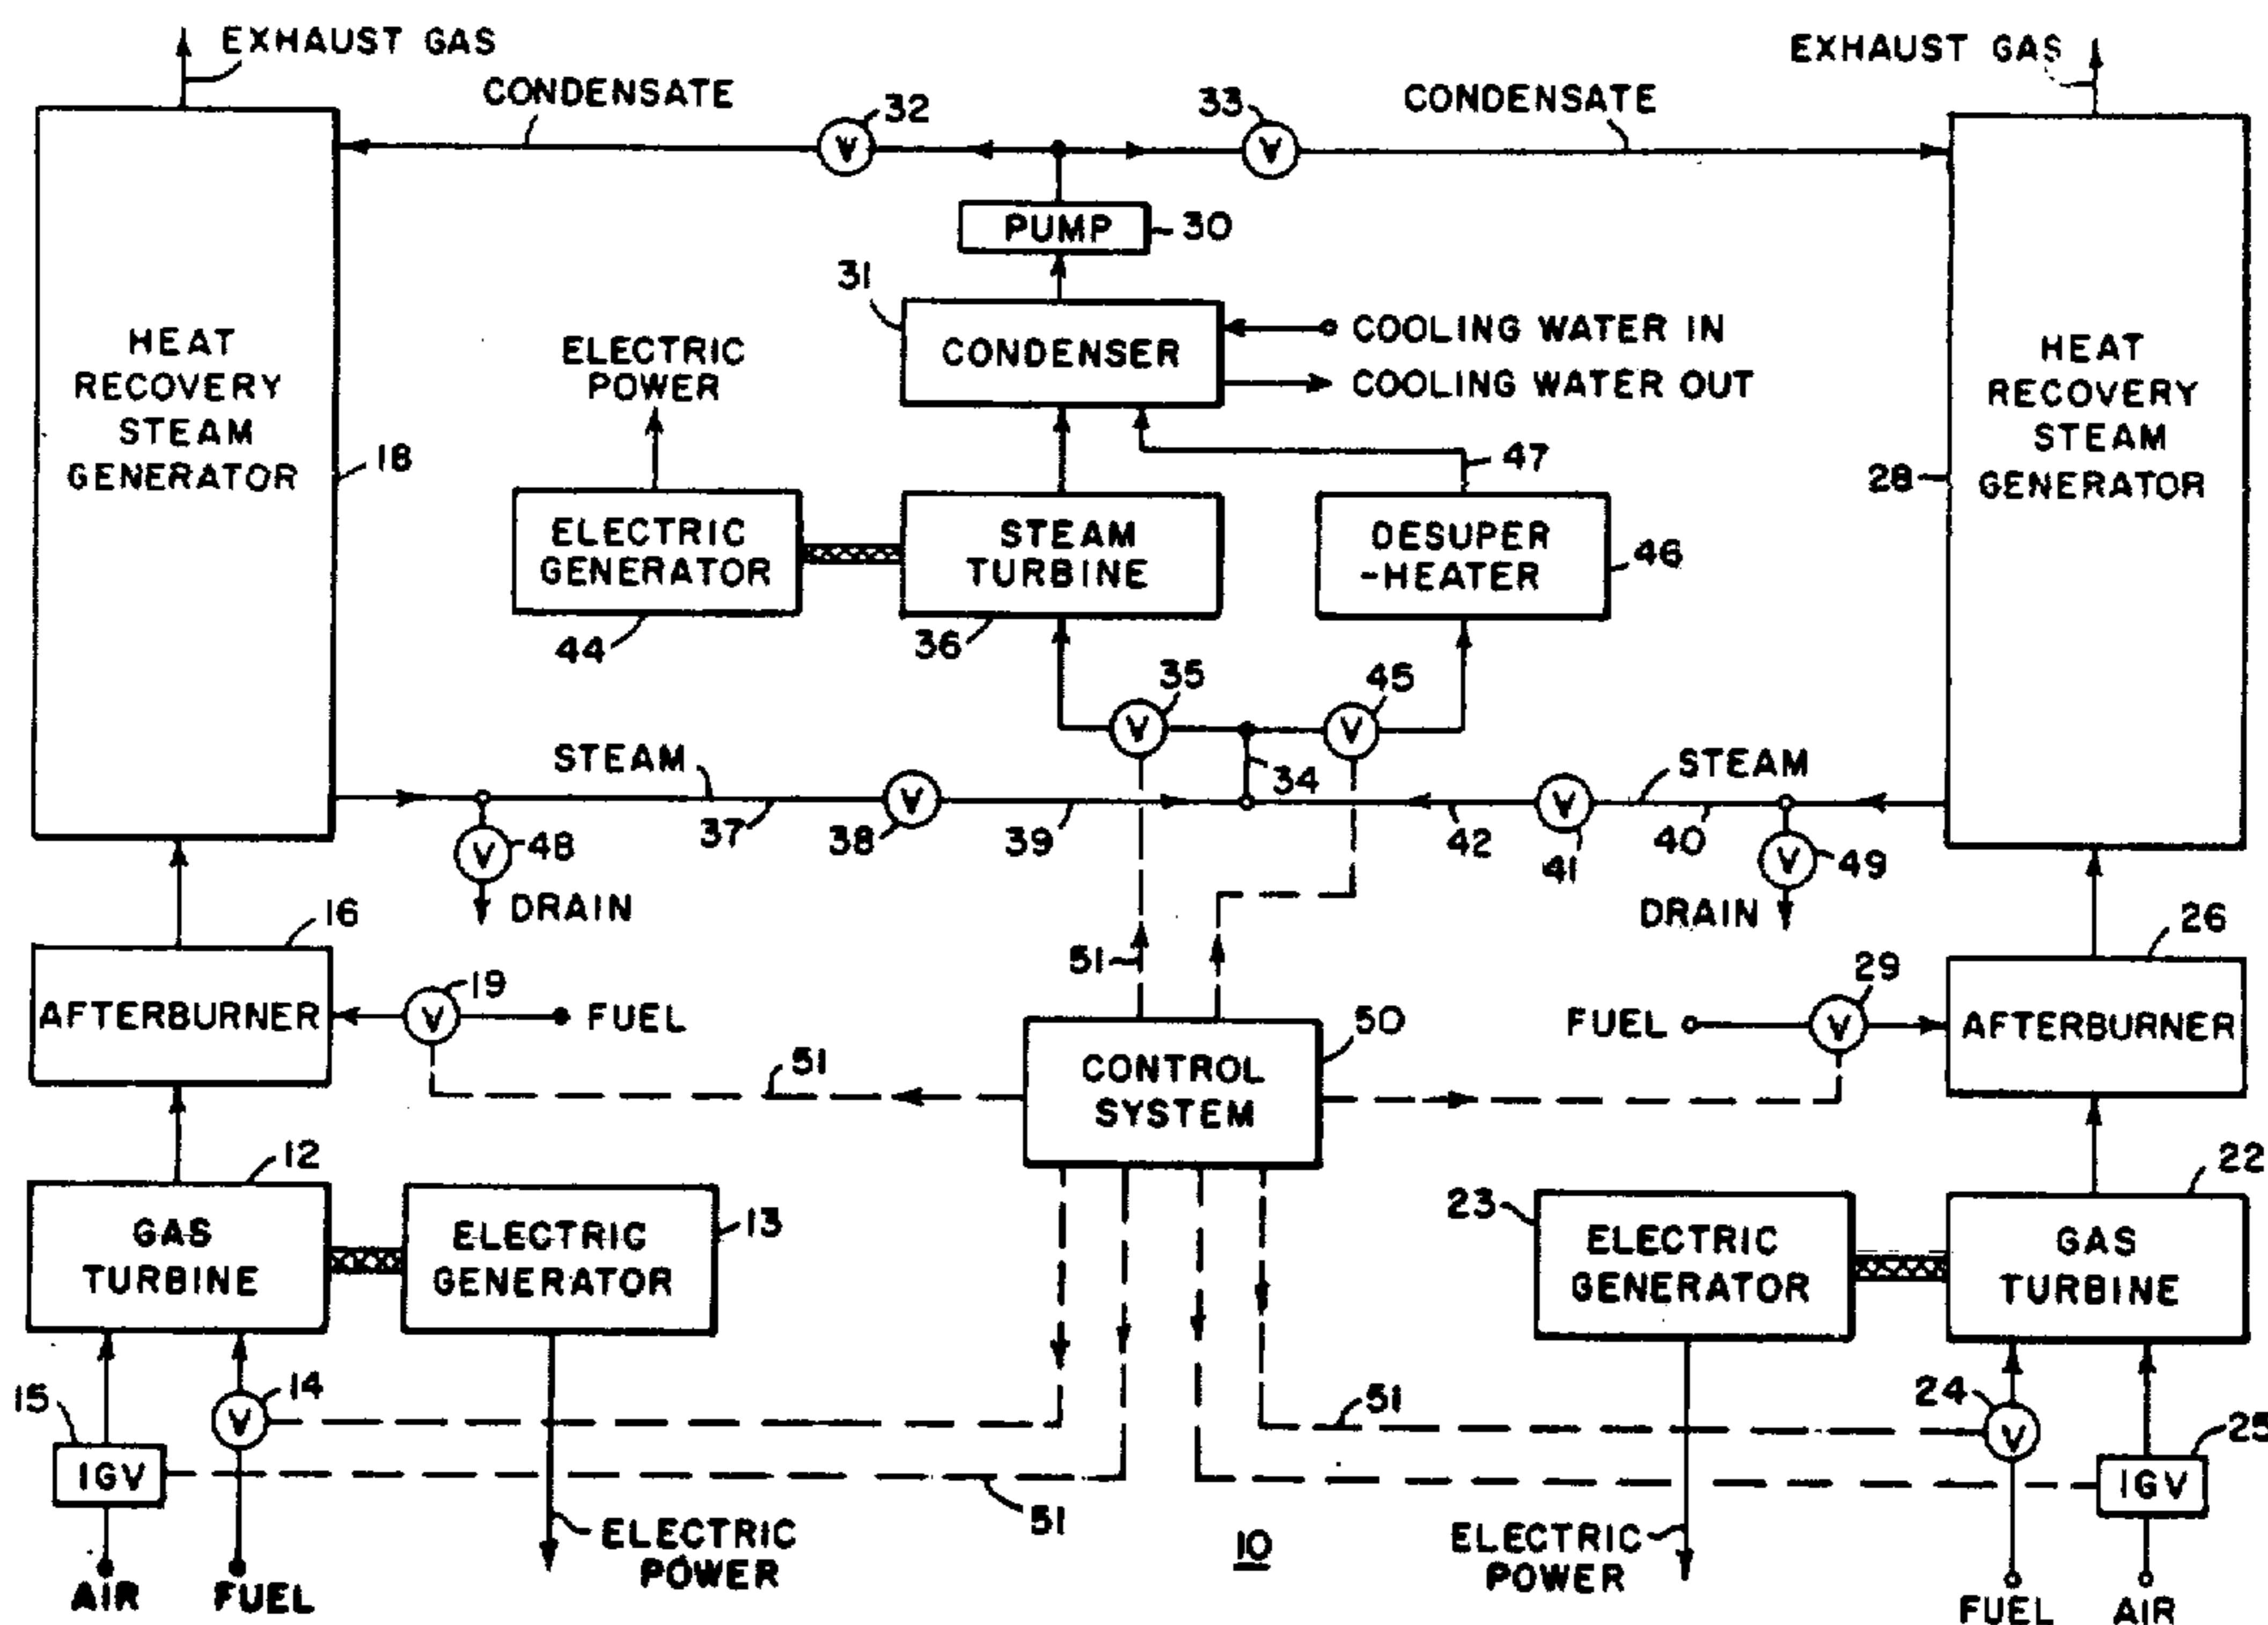 EXHAUST GAS
EXHAUST GAS
CONDENSATE
32
33
CONDENSATE
PUMP
30
31
CONDENSER
COOLING WATER IN
COOLING WATER OUT
HEAT
RECOVERY
STEAM
GENERATOR
18
ELECTRIC
POWER
HEAT
RECOVERY
STEAM
GENERATOR
28
47
ELECTRIC
GENERATOR
44
STEAM
TURBINE
36
DESUPER
-HEATER
46
35
V
45
V
V
V
34
STEAM
37
V
38
39
42
V
41
STEAM
40
V
48
DRAIN
V
49
DRAIN
16
AFTERBURNER
19
V
FUEL
51
51
CONTROL
SYSTEM
50
26
29
FUEL
V
AFTERBURNER
12
GAS
TURBINE
ELECTRIC
GENERATOR
13
23
ELECTRIC
GENERATOR
22
GAS
TURBINE
15
IGV
14
V
51
51
24
V
25
IGV
AIR
FUEL
ELECTRIC
POWER
10
ELECTRIC
POWER
FUEL
AIR